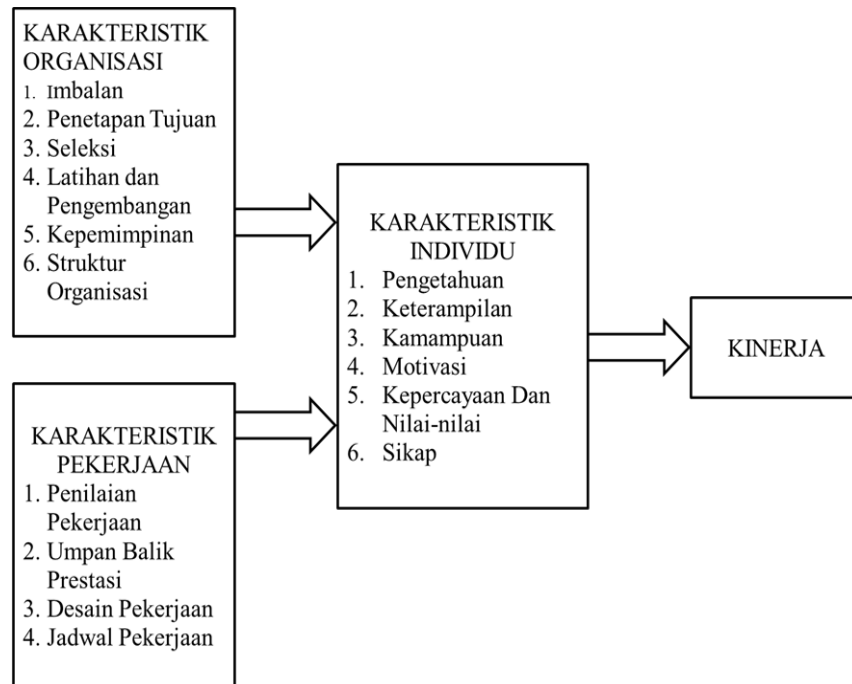 KARAKTERISTIK
ORGANISASI
1. Imbalan
2. Penetapan Tujuan
3. Seleksi
4. Latihan dan
Pengembangan
5. Kepemimpinan
6. Struktur
Organisasi
KARAKTERISTIK
PEKERJAAN
1. Penilaian
Pekerjaan
2. Umpan Balik
Prestasi
3. Desain Pekerjaan
4. Jadwal Pekerjaan
KARAKTERISTIK
INDIVIDU
1. Pengetahuan
2. Keterampilan
3. Kamampuan
4. Motivasi
5. Kepercayaan Dan
Nilai-nilai
6. Sikap
KINERJA